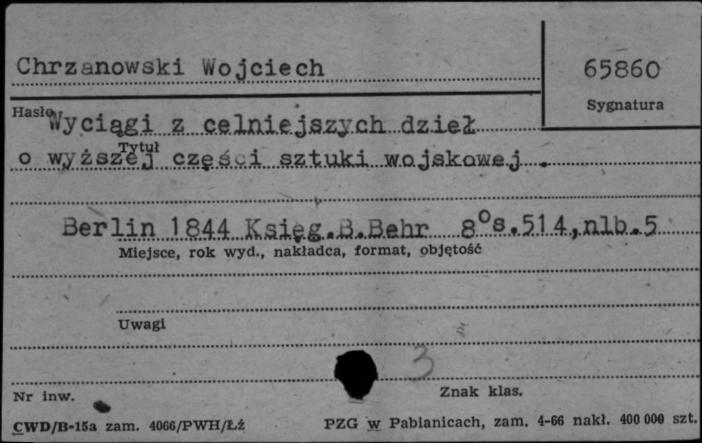 Chrzanowski Wojciech
65860
Hasło
Sygnatura
Wyciągi z celniejszych dzieł
Tytuł
o wyższej części sztuki wojskowej .
Berlin 1844 Księg.B.Behr 8°s.514,nlb.5
Miejsce, rok wyd., nakładca, format, objętość
Uwagi
3
Nr inw.
Znak klas.
CWD/B-15a zam. 4066/PWH/Łź
PZG w Pabianicach, zam. 4-66 nakł. 400 000 szt.